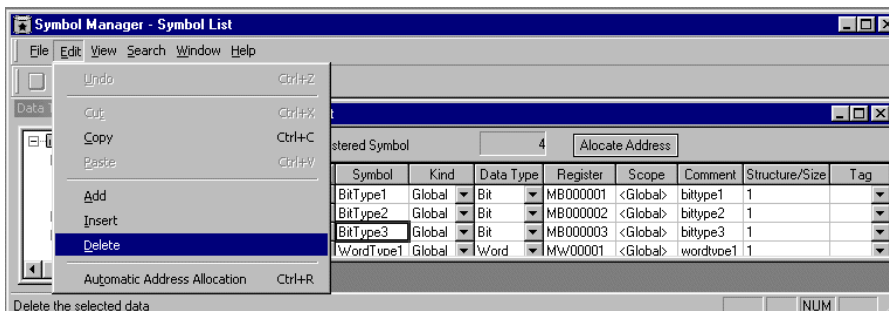 Symbol Manager - Symbol List
File Edit View Search Window Help
Undo Ctrl+Z
Cut Ctrl+X
Copy Ctrl+C
Paste Ctrl+V
Add
Insert
Delete
Automatic Address Allocation Ctrl+R
Data
stered Symbol 4 Alocate Address
Symbol Kind Data Type Register Scope Comment Structure/Size Tag
BitType1 Global Bit MB000001 <Global> bittype1 1
BitType2 Global Bit MB000002 <Global> bittype2 1
BitType3 Global Bit MB000003 <Global> bittype3 1
WordType1 Global Word MW00001 <Global> wordtype1 1
Delete the selected data NUM